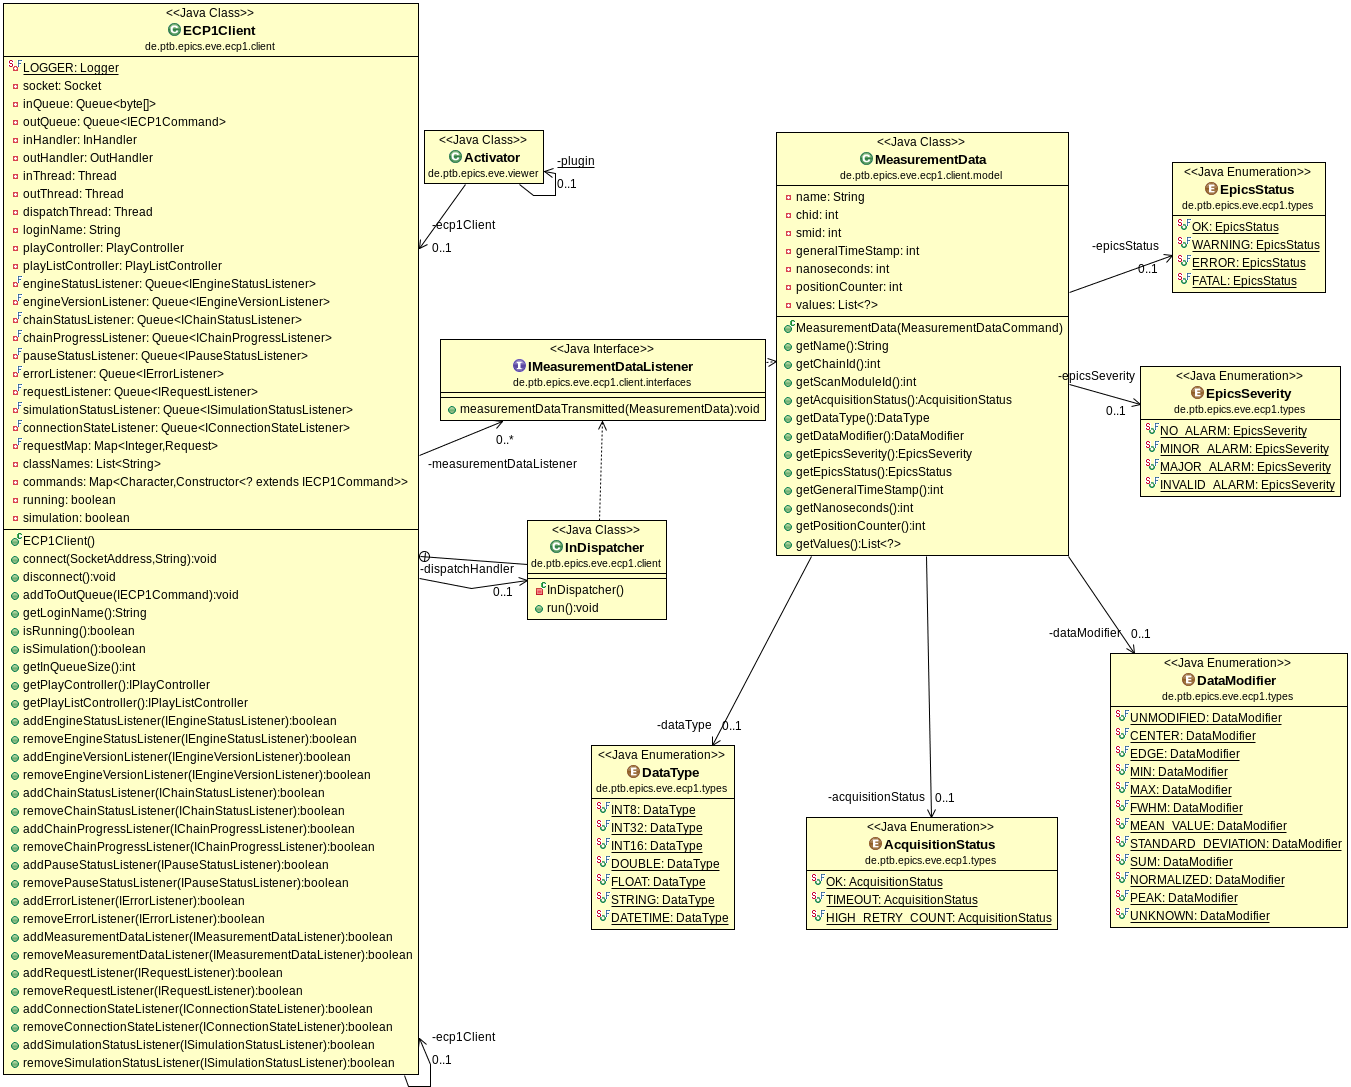 <<Java Class>>
ECP1Client
de.ptb.epics.eve.ecp1.client
LOGGER: Logger
socket: Socket
inQueue: Queue<byte[]>
outQueue: Queue<IECP1Command>
inHandler: InHandler
outHandler: OutHandler
inThread: Thread
outThread: Thread
dispatchThread: Thread
loginName: String
playController: PlayController
playListController: PlayListController
engineStatusListener: Queue<IEngineStatusListener>
engineVersionListener: Queue<IEngineVersionListener>
chainStatusListener: Queue<IChainStatusListener>
chainProgressListener: Queue<IChainProgressListener>
pauseStatusListener: Queue<IPauseStatusListener>
errorListener: Queue<IErrorListener>
requestListener: Queue<IRequestListener>
simulationStatusListener: Queue<ISimulationStatusListener>
connectionStateListener: Queue<IConnectionStateListener>
requestMap: Map<Integer,Request>
classNames: List<String>
commands: Map<Character,Constructor<? extends IECP1Command>>
running: boolean
simulation: boolean
ECP1Client()
connect(SocketAddress,String):void
disconnect():void
addToOutQueue(IECP1Command):void
getLoginName():String
isRunning():boolean
isSimulation():boolean
getInQueueSize():int
getPlayController():IPlayController
getPlayListController():IPlayListController
addEngineStatusListener(IEngineStatusListener):boolean
removeEngineStatusListener(IEngineStatusListener):boolean
addEngineVersionListener(IEngineVersionListener):boolean
removeEngineVersionListener(IEngineVersionListener):boolean
addChainStatusListener(IChainStatusListener):boolean
removeChainStatusListener(IChainStatusListener):boolean
addChainProgressListener(IChainProgressListener):boolean
removeChainProgressListener(IChainProgressListener):boolean
addPauseStatusListener(IPauseStatusListener):boolean
removePauseStatusListener(IPauseStatusListener):boolean
addErrorListener(IErrorListener):boolean
removeErrorListener(IErrorListener):boolean
addMeasurementDataListener(IMeasurementDataListener):boolean
removeMeasurementDataListener(IMeasurementDataListener):boolean
addRequestListener(IRequestListener):boolean
removeRequestListener(IRequestListener):boolean
addConnectionStateListener(IConnectionStateListener):boolean
removeConnectionStateListener(IConnectionStateListener):boolean
addSimulationStatusListener(ISimulationStatusListener):boolean
removeSimulationStatusListener(ISimulationStatusListener):boolean
-ecp1Client
0..1
<<Java Class>>
Activator
de.ptb.epics.eve.viewer
-plugin
0..1
-ecp1Client
0..1
<<Java Interface>>
IMeasurementDataListener
de.ptb.epics.eve.ecp1.client.interfaces
measurementDataTransmitted(MeasurementData):void
0..*
-measurementDataListener
<<Java Class>>
InDispatcher
de.ptb.epics.eve.ecp1.client
InDispatcher()
run():void
-dispatchHandler
0..1
<<Java Class>>
MeasurementData
de.ptb.epics.eve.ecp1.client.model
name: String
chid: int
smid: int
generalTimeStamp: int
nanoseconds: int
positionCounter: int
values: List<?>
MeasurementData(MeasurementDataCommand)
getName():String
getChainId():int
getScanModuleId():int
getAcquisitionStatus():AcquisitionStatus
getDataType():DataType
getDataModifier():DataModifier
getEpicsSeverity():EpicsSeverity
getEpicsStatus():EpicsStatus
getGeneralTimeStamp():int
getNanoseconds():int
getPositionCounter():int
getValues():List<?>
-epicsStatus
0..1
<<Java Enumeration>>
EpicsStatus
de.ptb.epics.eve.ecp1.types
OK: EpicsStatus
WARNING: EpicsStatus
ERROR: EpicsStatus
FATAL: EpicsStatus
-epicsSeverity
0..1
<<Java Enumeration>>
EpicsSeverity
de.ptb.epics.eve.ecp1.types
NO_ALARM: EpicsSeverity
MINOR_ALARM: EpicsSeverity
MAJOR_ALARM: EpicsSeverity
INVALID_ALARM: EpicsSeverity
-dataType
0..1
<<Java Enumeration>>
DataType
de.ptb.epics.eve.ecp1.types
INT8: DataType
INT32: DataType
INT16: DataType
DOUBLE: DataType
FLOAT: DataType
STRING: DataType
DATETIME: DataType
-acquisitionStatus
0..1
<<Java Enumeration>>
AcquisitionStatus
de.ptb.epics.eve.ecp1.types
OK: AcquisitionStatus
TIMEOUT: AcquisitionStatus
HIGH_RETRY_COUNT: AcquisitionStatus
-dataModifier
0..1
<<Java Enumeration>>
DataModifier
de.ptb.epics.eve.ecp1.types
UNMODIFIED: DataModifier
CENTER: DataModifier
EDGE: DataModifier
MIN: DataModifier
MAX: DataModifier
FWHM: DataModifier
MEAN_VALUE: DataModifier
STANDARD_DEVIATION: DataModifier
SUM: DataModifier
NORMALIZED: DataModifier
PEAK: DataModifier
UNKNOWN: DataModifier